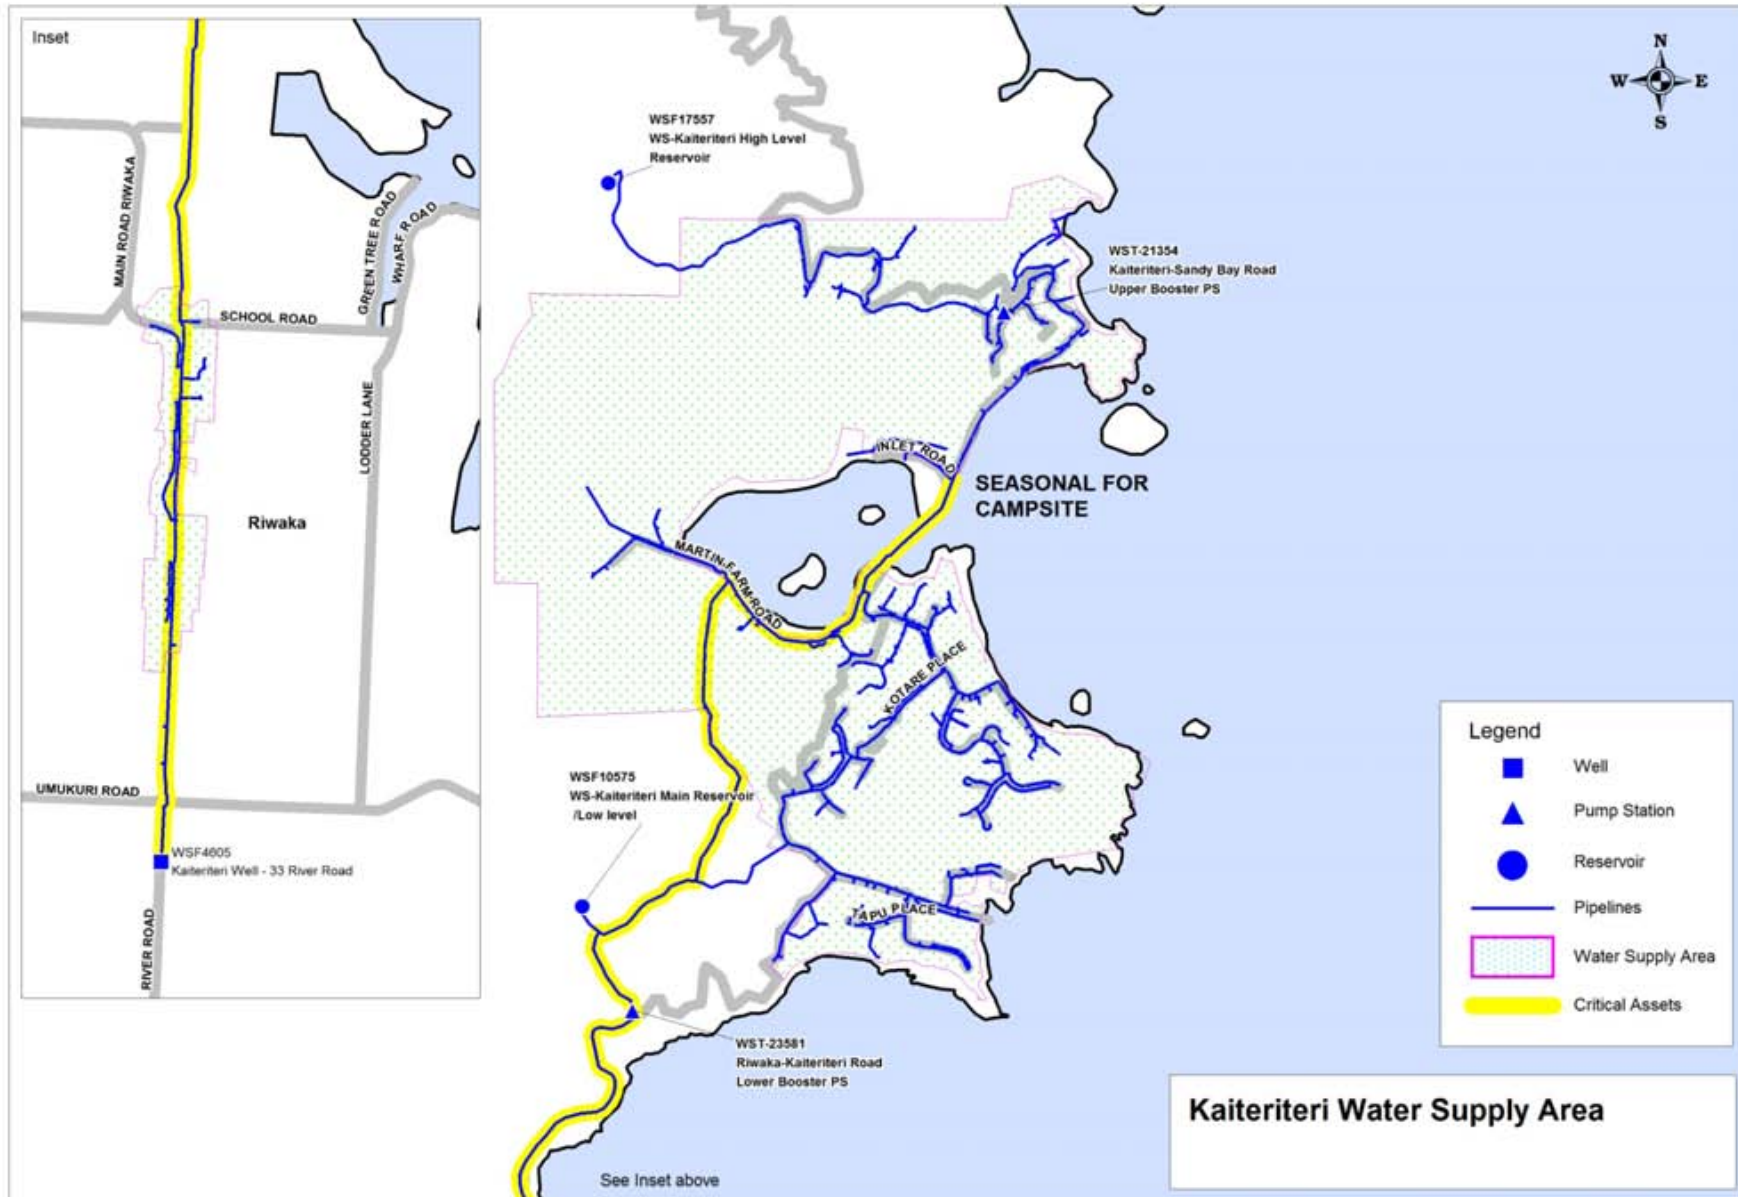 Inset
MAIN ROAD RIWAKA
GREEN TREE ROAD
WHARF ROAD
SCHOOL ROAD
LODDER LANE
Riwaka
UMUKURI ROAD
WSF4605
Kaiteriteri Well - 33 River Road
RIVER ROAD
N
W E
S
WSF17557
WS-Kaiteriteri High Level
Reservoir
WST-21354
Kaiteriteri-Sandy Bay Road
Upper Booster PS
INLET ROAD
SEASONAL FOR
CAMPSITE
MARTIN-FARM-ROAD
KOTARE PLACE
WSF10575
WS-Kaiteriteri Main Reservoir
/Low level
TAPU PLACE
WST-23581
Riwaka-Kaiteriteri Road
Lower Booster PS
See Inset above
Legend
Well
Pump Station
Reservoir
Pipelines
Water Supply Area
Critical Assets
Kaiteriteri Water Supply Area